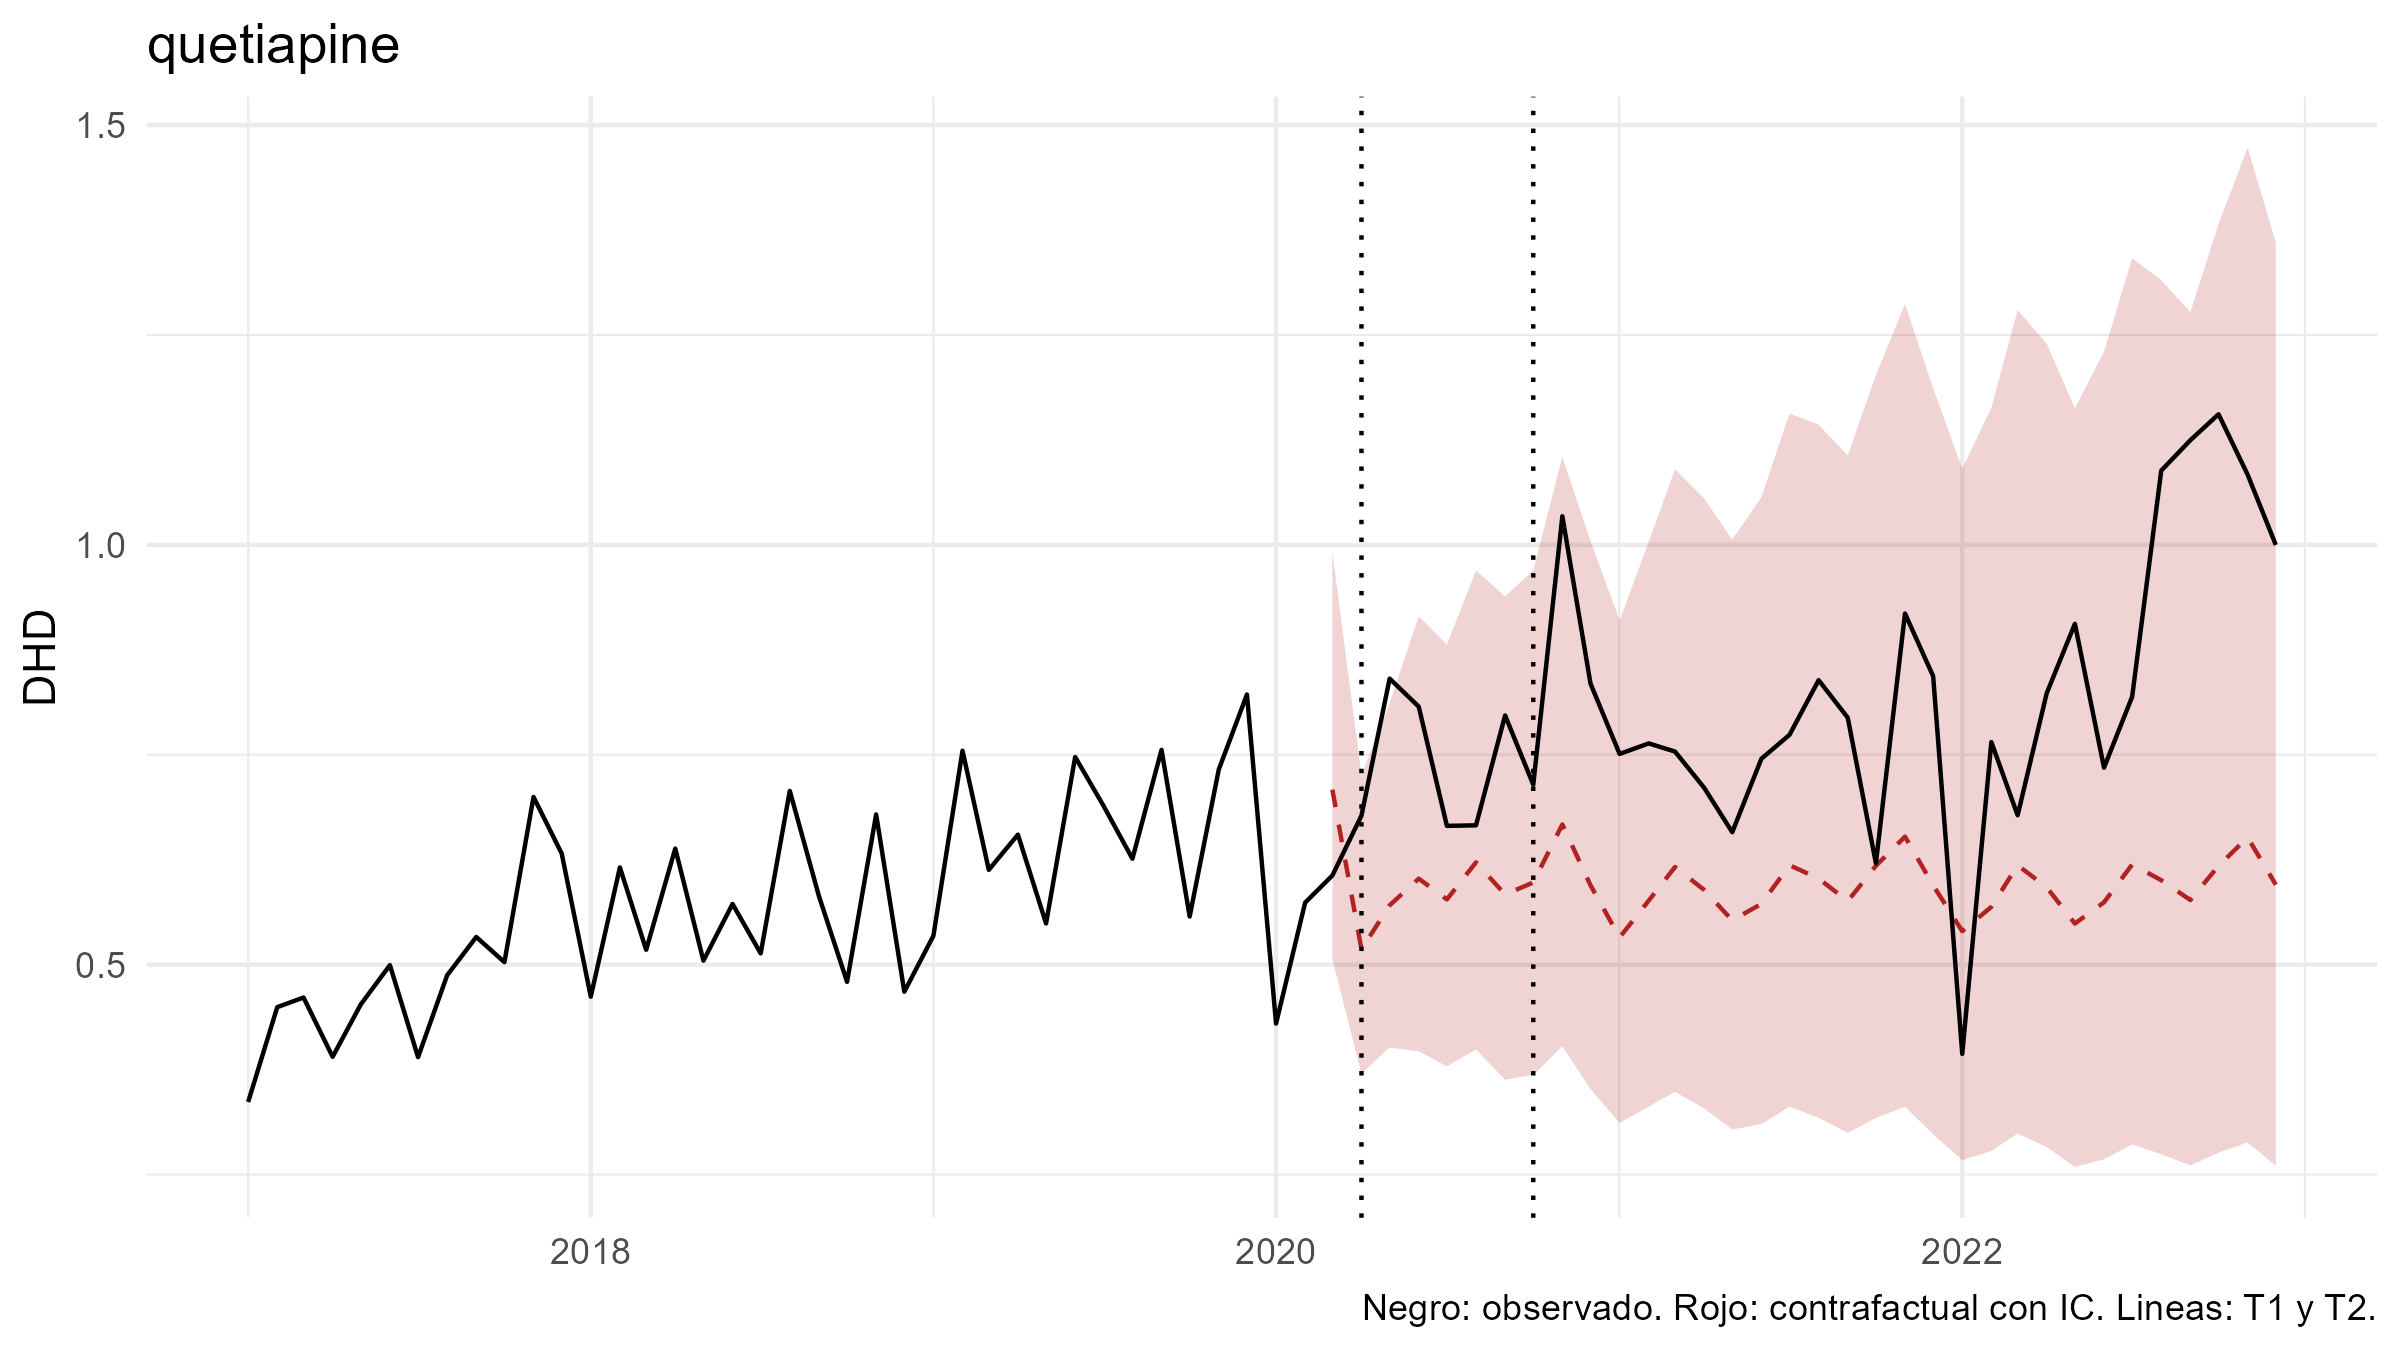 quetiapine
1.5
1.0
0.5
DHD
2018
2020
2022
Negro: observado. Rojo: contrafactual con IC. Lineas: T1 y T2.